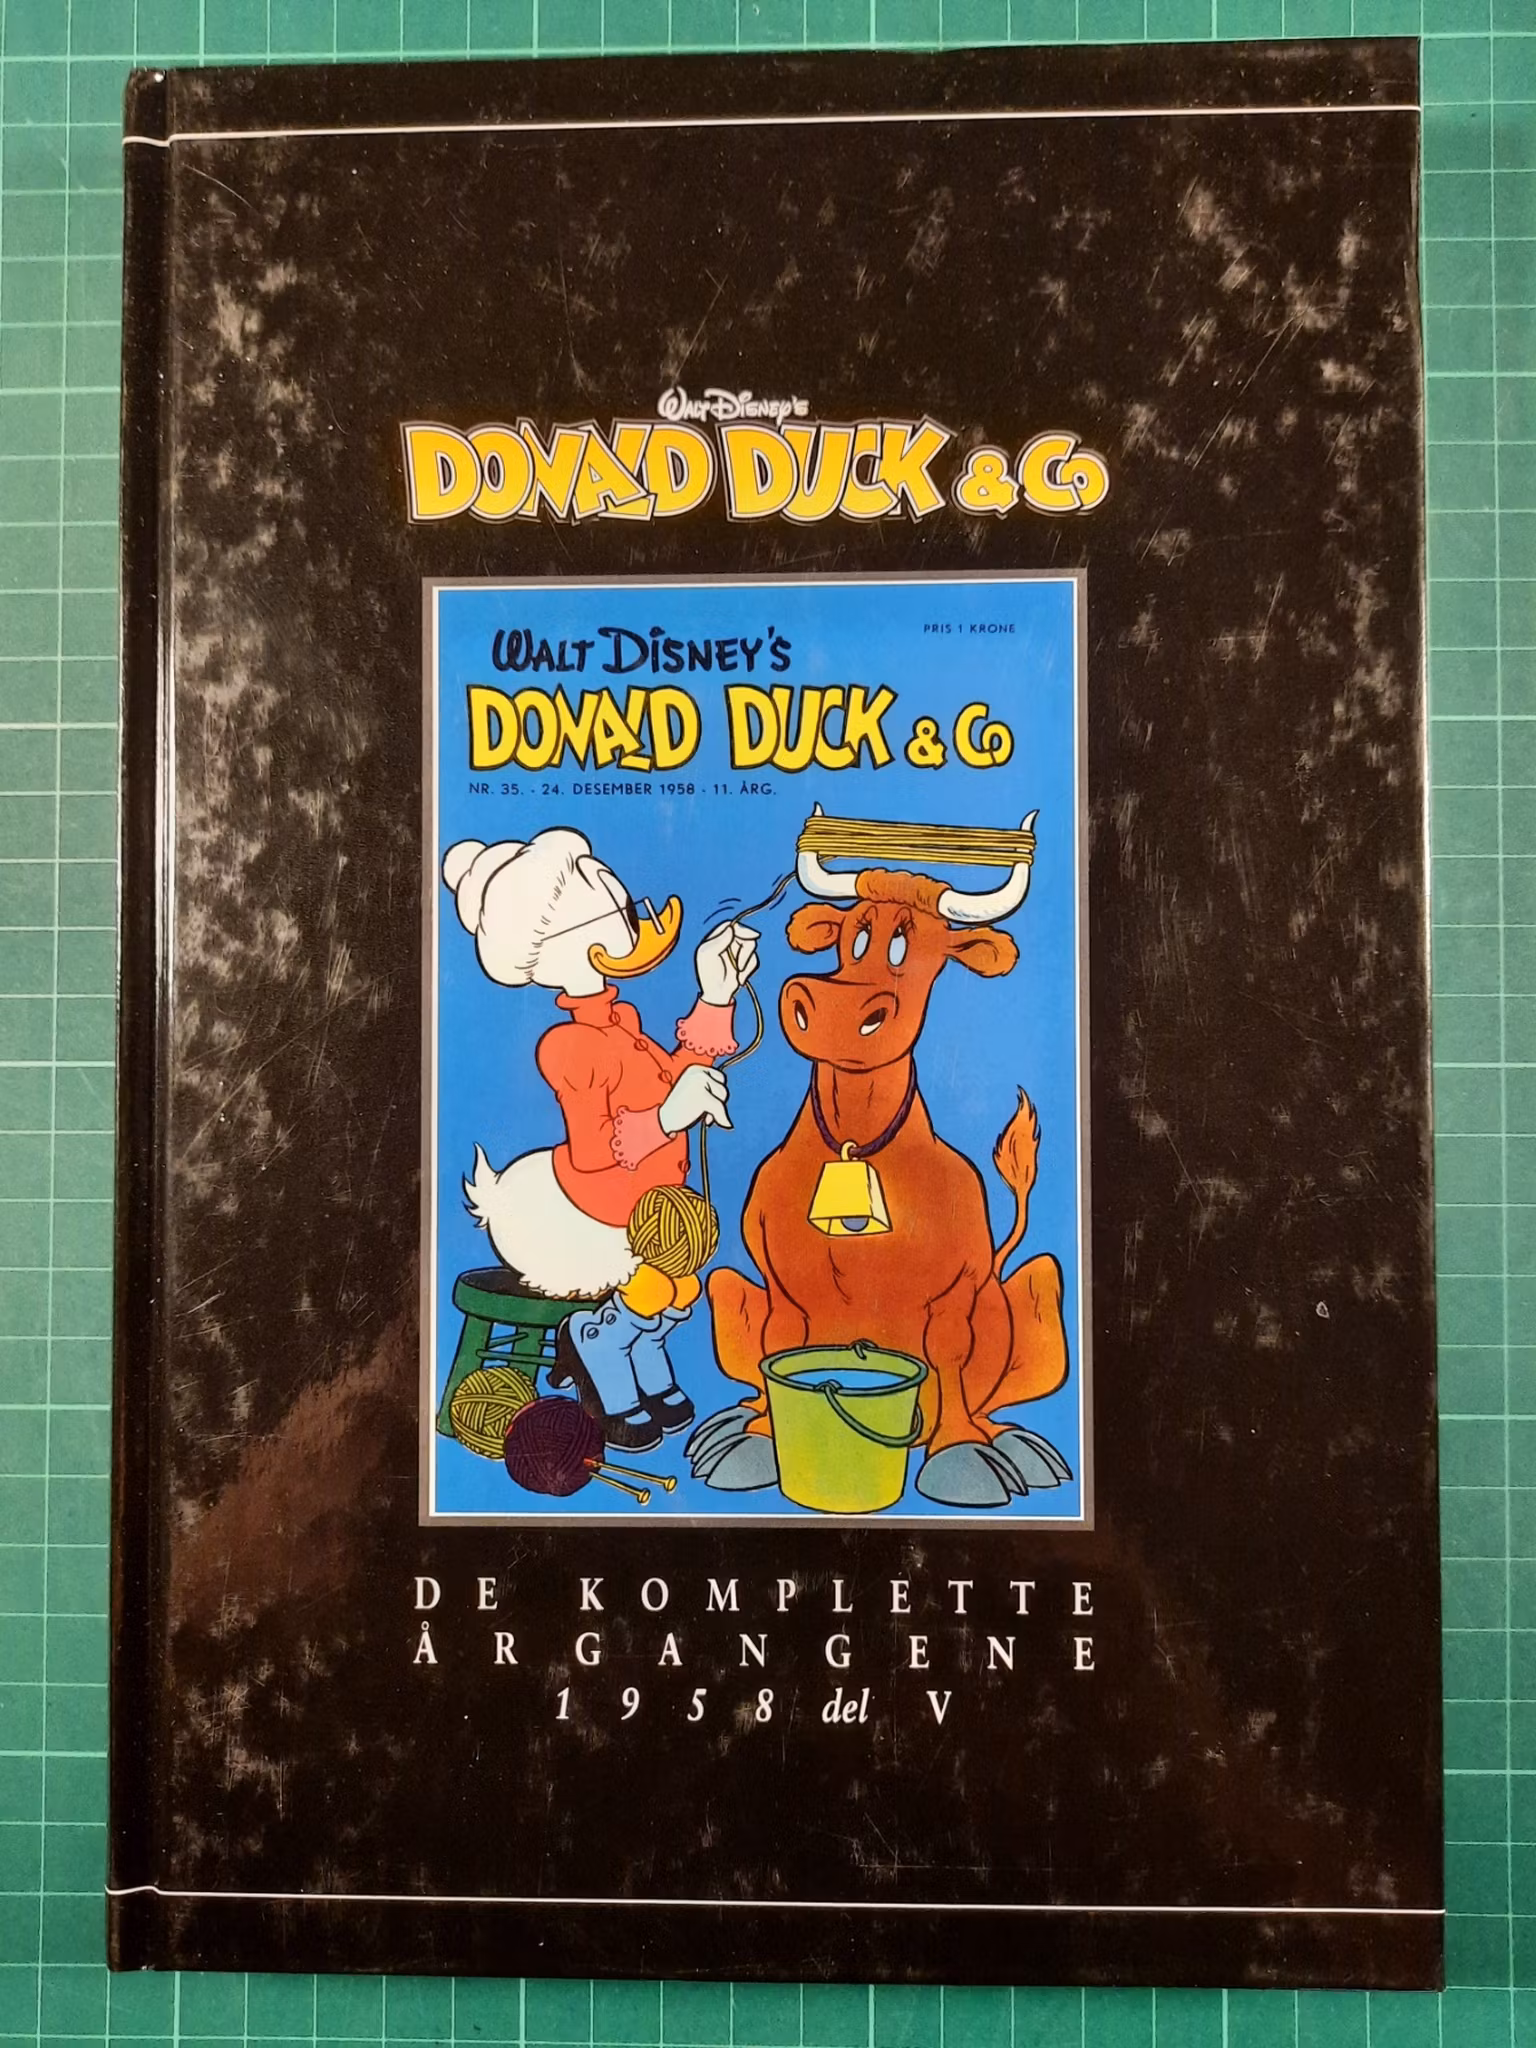 Walt Disney's
DONALD DUCK & Co
PRIS 1 KRONE
WALT DISNEY'S
DONALD DUCK & Co
NR. 35. - 24. DESEMBER 1958 - 11. ÅRG.
DE KOMPLETTE
ÅRGANGENE
1958 del V